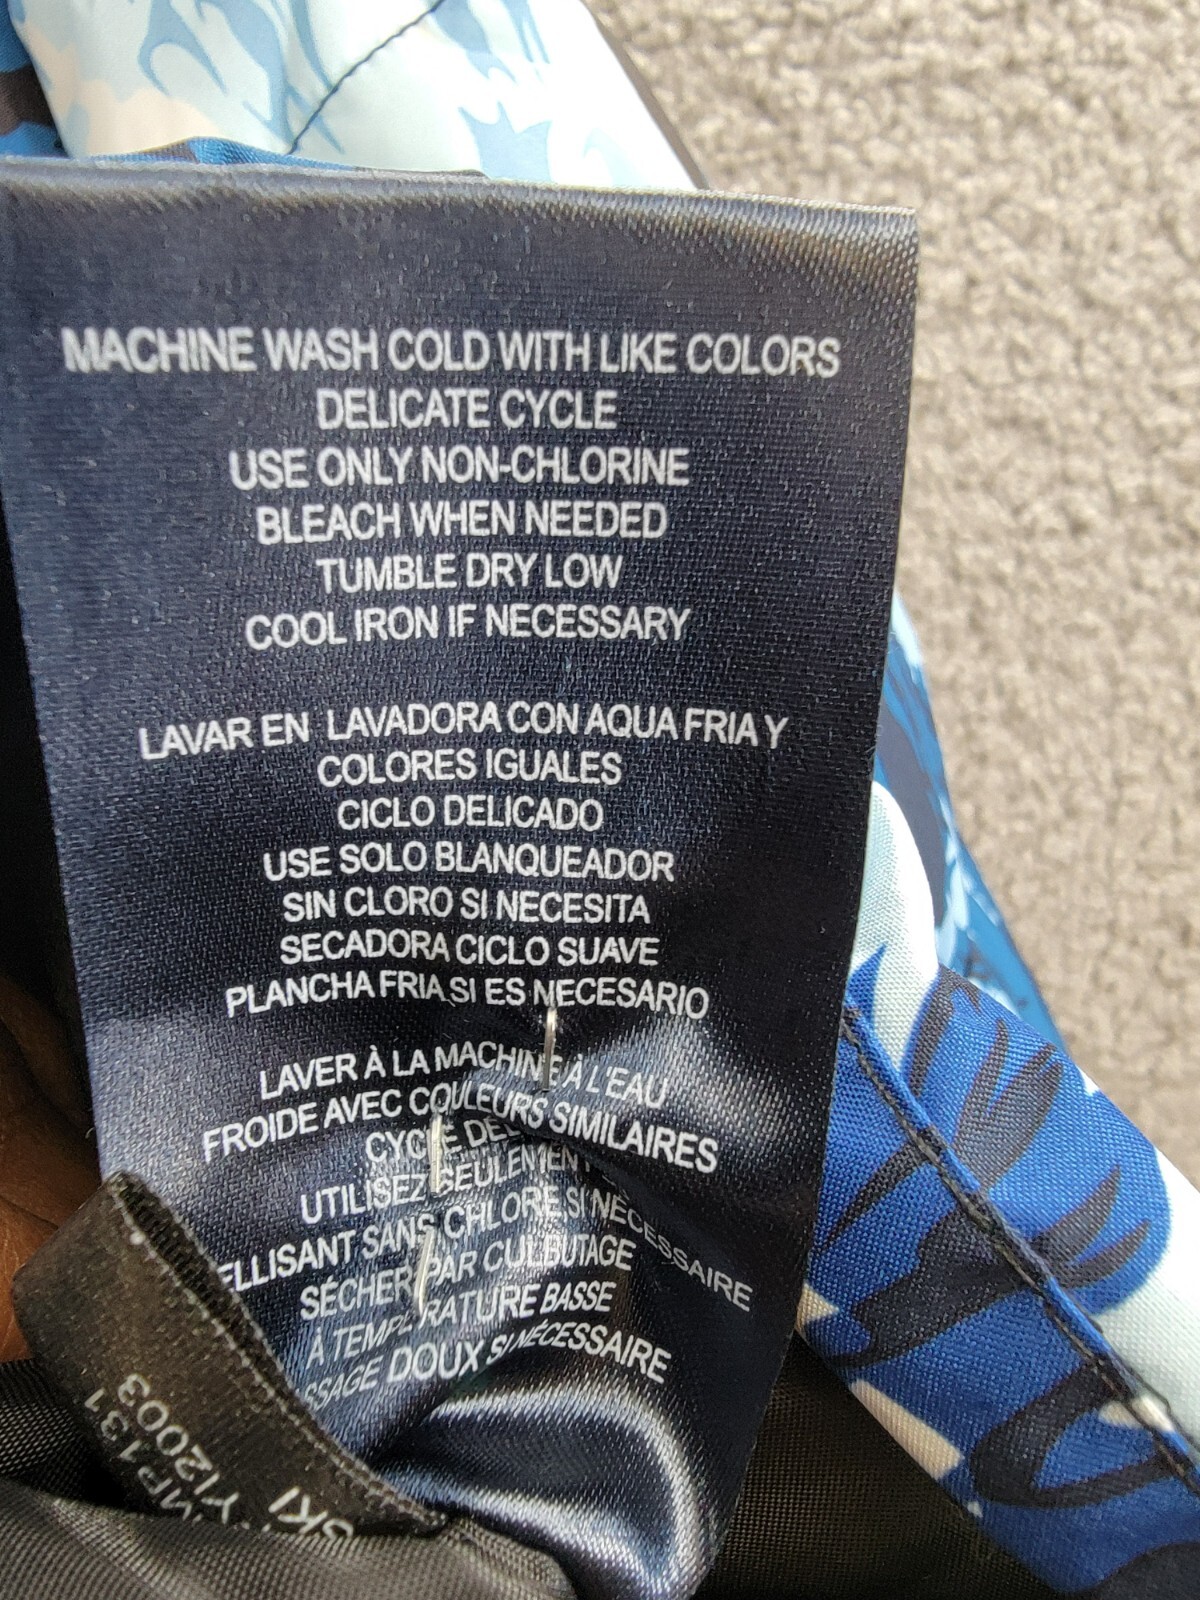 MACHINE WASH COLD WITH LIKE COLORS
DELICATE CYCLE
USE ONLY NON-CHLORINE
BLEACH WHEN NEEDED
TUMBLE DRY LOW
COOL IRON IF NECESSARY
LAVAR EN LAVADORA CON AQUA FRIA Y
COLORES IGUALES
CICLO DELICADO
USE SOLO BLANQUEADOR
SIN CLORO SI NECESITA
SECADORA CICLO SUAVE
PLANCHA FRIA SI ES NECESARIO
LAVER À LA MACHINE À L'EAU
FROIDE AVEC COULEURS SIMILAIRES
CYCLE
UTILISEZ SEULEMENT
SANS CHLORE SI NÉCESSAIRE
SÉCHER PAR CULBUTAGE
À TEMPÉRATURE BASSE
DOUX SI NÉCESSAIRE
YI2003